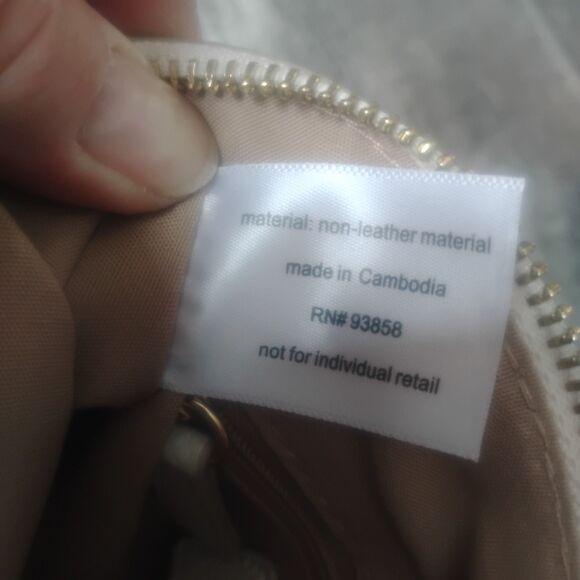 material: non-leather material
made in Cambodia
RN# 93858
not for individual retail